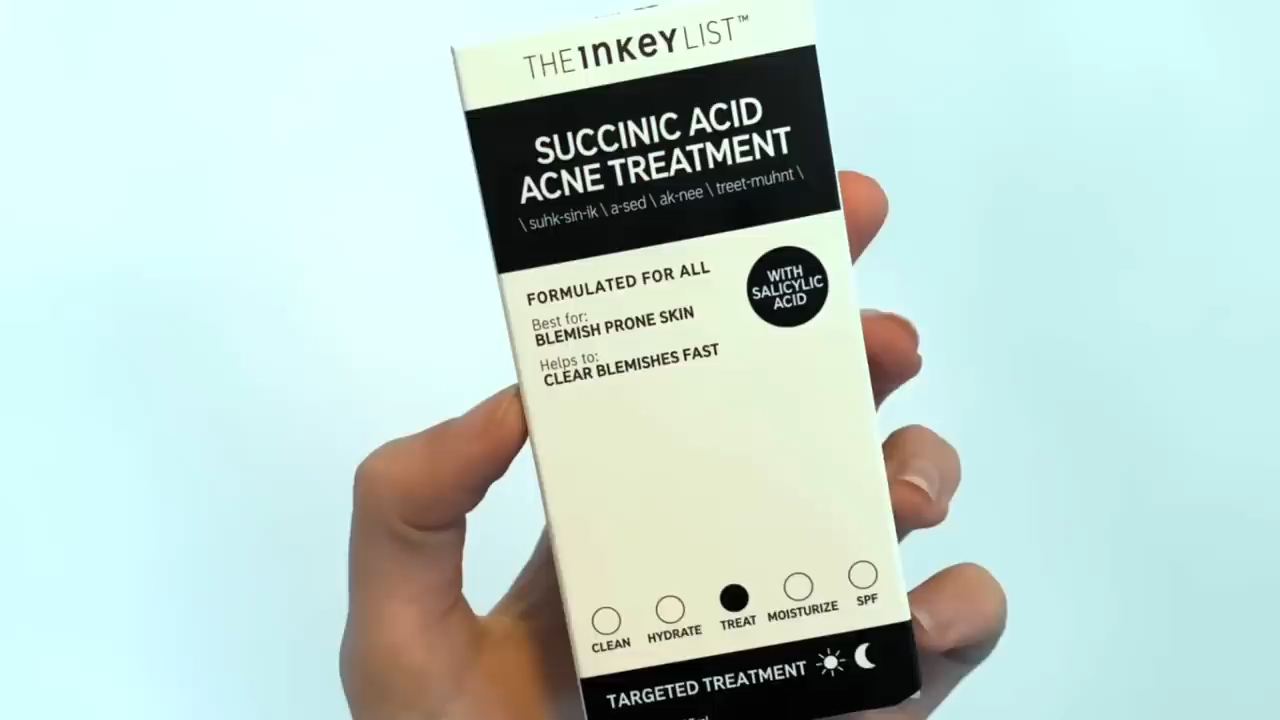 THE INKEY LIST™
SUCCINIC ACID
ACNE TREATMENT
\ suhk-sin-ik \ a-sed \ ak-nee \ treet-muhnt \
FORMULATED FOR ALL
Best for:
BLEMISH PRONE SKIN
Helps to:
CLEAR BLEMISHES FAST
WITH
SALICYLIC
ACID
CLEAN
HYDRATE
TREAT
MOISTURIZE
SPF
TARGETED TREATMENT